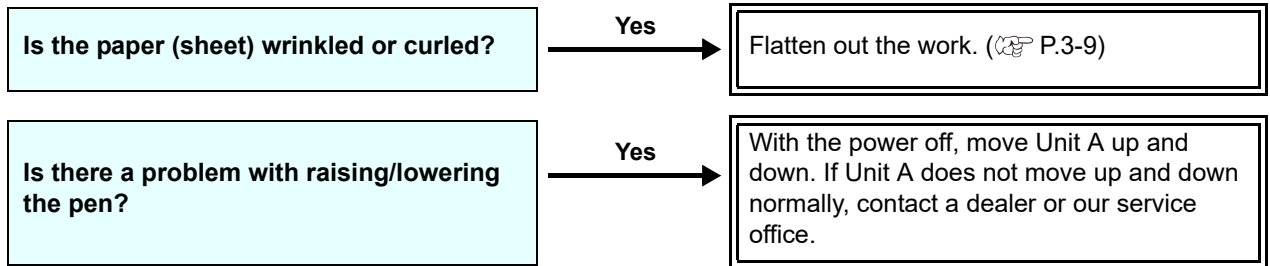 Is the paper (sheet) wrinkled or curled?
Yes
Flatten out the work. (☞ P.3-9)
Is there a problem with raising/lowering
the pen?
Yes
With the power off, move Unit A up and
down. If Unit A does not move up and down
normally, contact a dealer or our service
office.